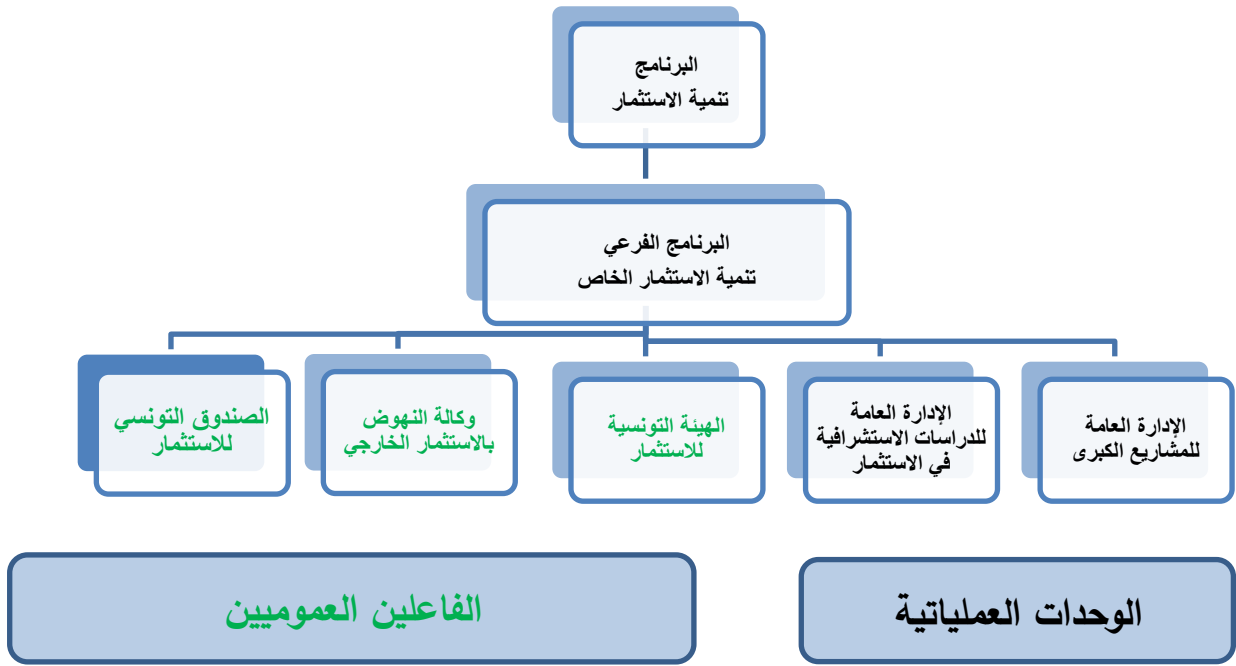 البرنامج
تنمية الاستثمار
البرنامج الفرعي
تنمية الاستثمار الخاص
الإدارة العامة
للمشاريع الكبرى
الإدارة العامة
للدراسات الاستشرافية
في الاستثمار
الهيئة التونسية
للاستثمار
وكالة النهوض
بالاستثمار الخارجي
الصندوق التونسي
للاستثمار
الوحدات العملياتية
الفاعلين العموميين